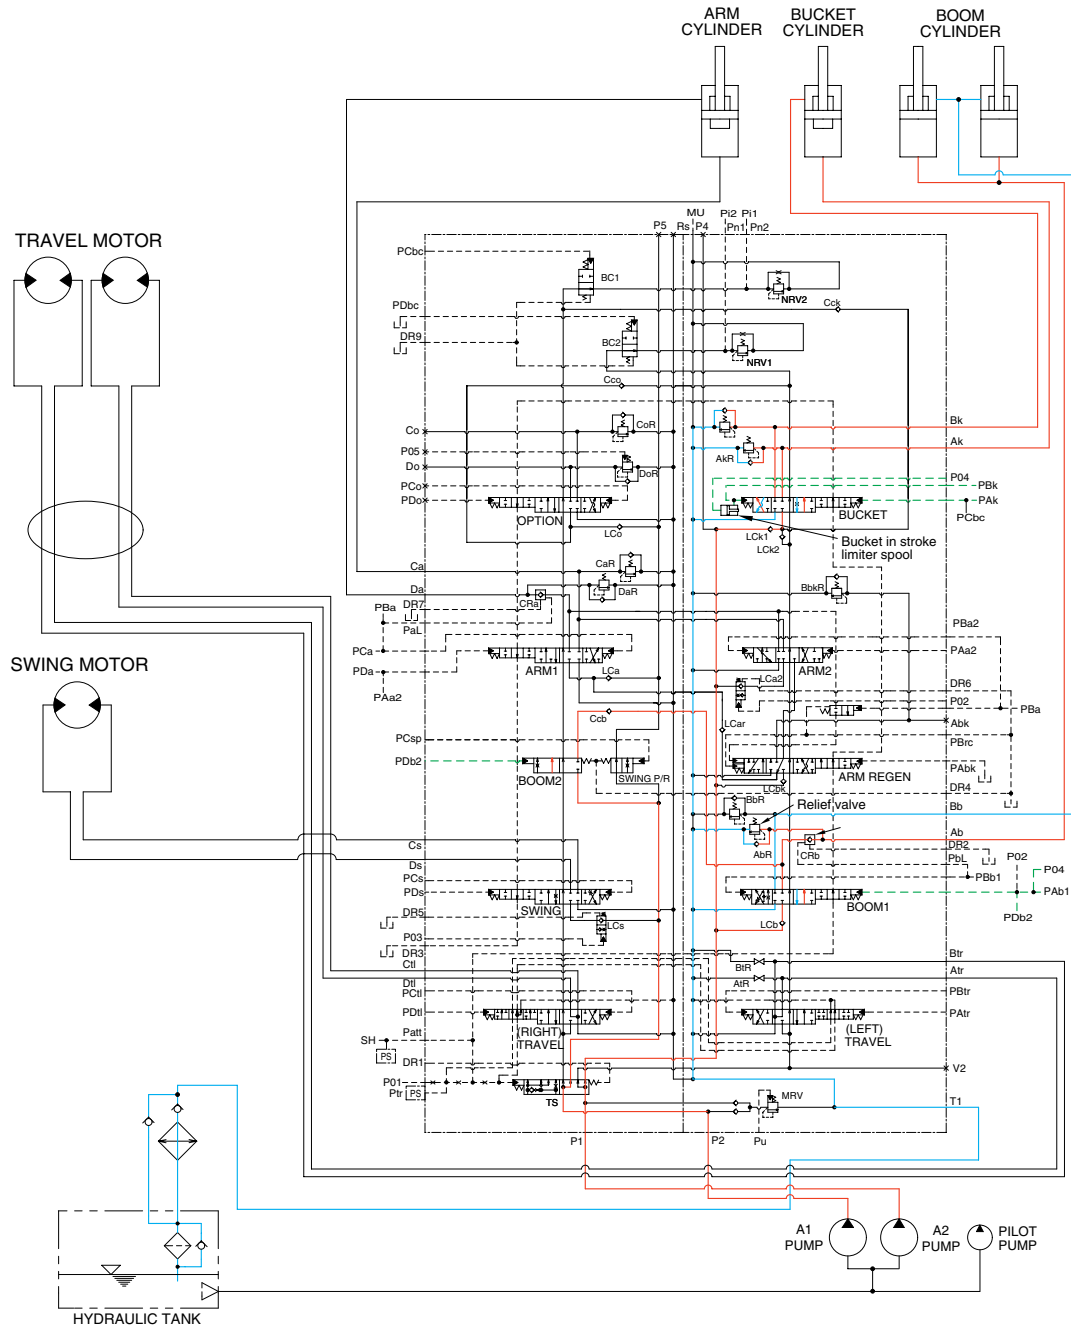 ARM
CYLINDER
BUCKET
CYLINDER
BOOM
CYLINDER
TRAVEL MOTOR
SWING MOTOR
MU
Pi2
Pi1
P5
Rs
P4
Pn1
Pn2
PCbc
BC1
NRV2
Cck
PDbc
DR9
BC2
NRV1
Cco
Co
CoR
Bk
P05
Do
DoR
AkR
Ak
PCo
PDo
P04
PBk
PAk
PCbc
OPTION
BUCKET
LCo
LCk1
LCk2
Bucket in stroke
limiter spool
Ca
CaR
Da
DaR
CRa
BbkR
DR7
PBa
PaL
PBa2
PCa
PAa2
PDa
PAa2
ARM1
ARM2
LCa
LCa2
DR6
P02
PBa
Ccb
LCar
Abk
PCsp
PBrc
PDb2
PAbk
BOOM2
SWING P/R
LCbk
ARM REGEN
DR4
BbR
Relief valve
Bb
AbR
Ab
CRb
DR2
PbL
Cs
Ds
PCs
PDs
PBb1
P02
P04
PAb1
PDb2
SWING
BOOM1
DR5
LCs
LCb
P03
DR3
Ctl
BtR
Btr
Dtl
AtR
Atr
PCtl
PBtr
PDtl
PAtr
Patt
(RIGHT)
TRAVEL
(LEFT)
TRAVEL
SH
PS
DR1
V2
P01
Ptr
PS
TS
MRV
T1
P1
P2
Pu
A1
PUMP
A2
PUMP
PILOT
PUMP
HYDRAULIC TANK